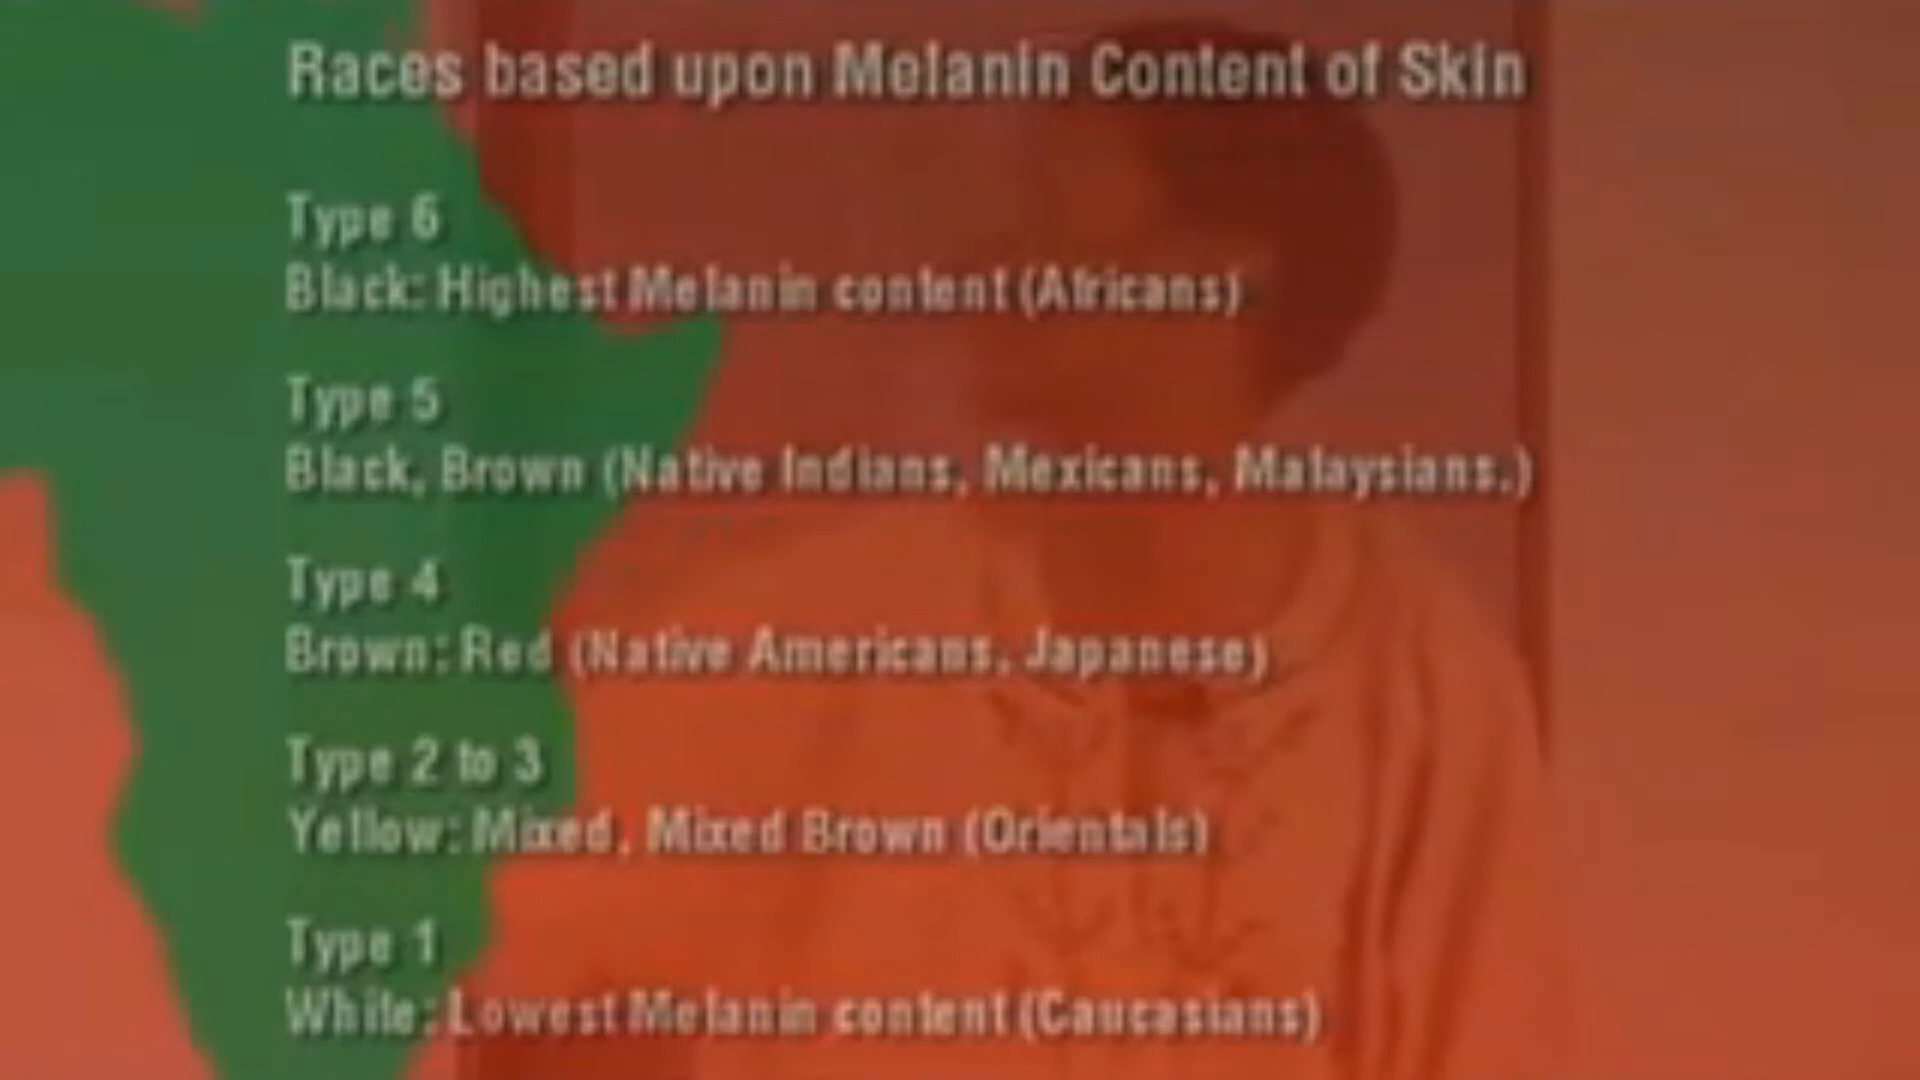 Races based upon Melanin Content of Skin
Type 6
Black: Highest Melanin content (Africans)
Type 5
Black, Brown (Native Indians, Mexicans, Malaysians.)
Type 4
Brown: Red (Native Americans, Japanese)
Type 2 to 3
Yellow: Mixed, Mixed Brown (Orientals)
Type 1
White: Lowest Melanin content (Caucasians)